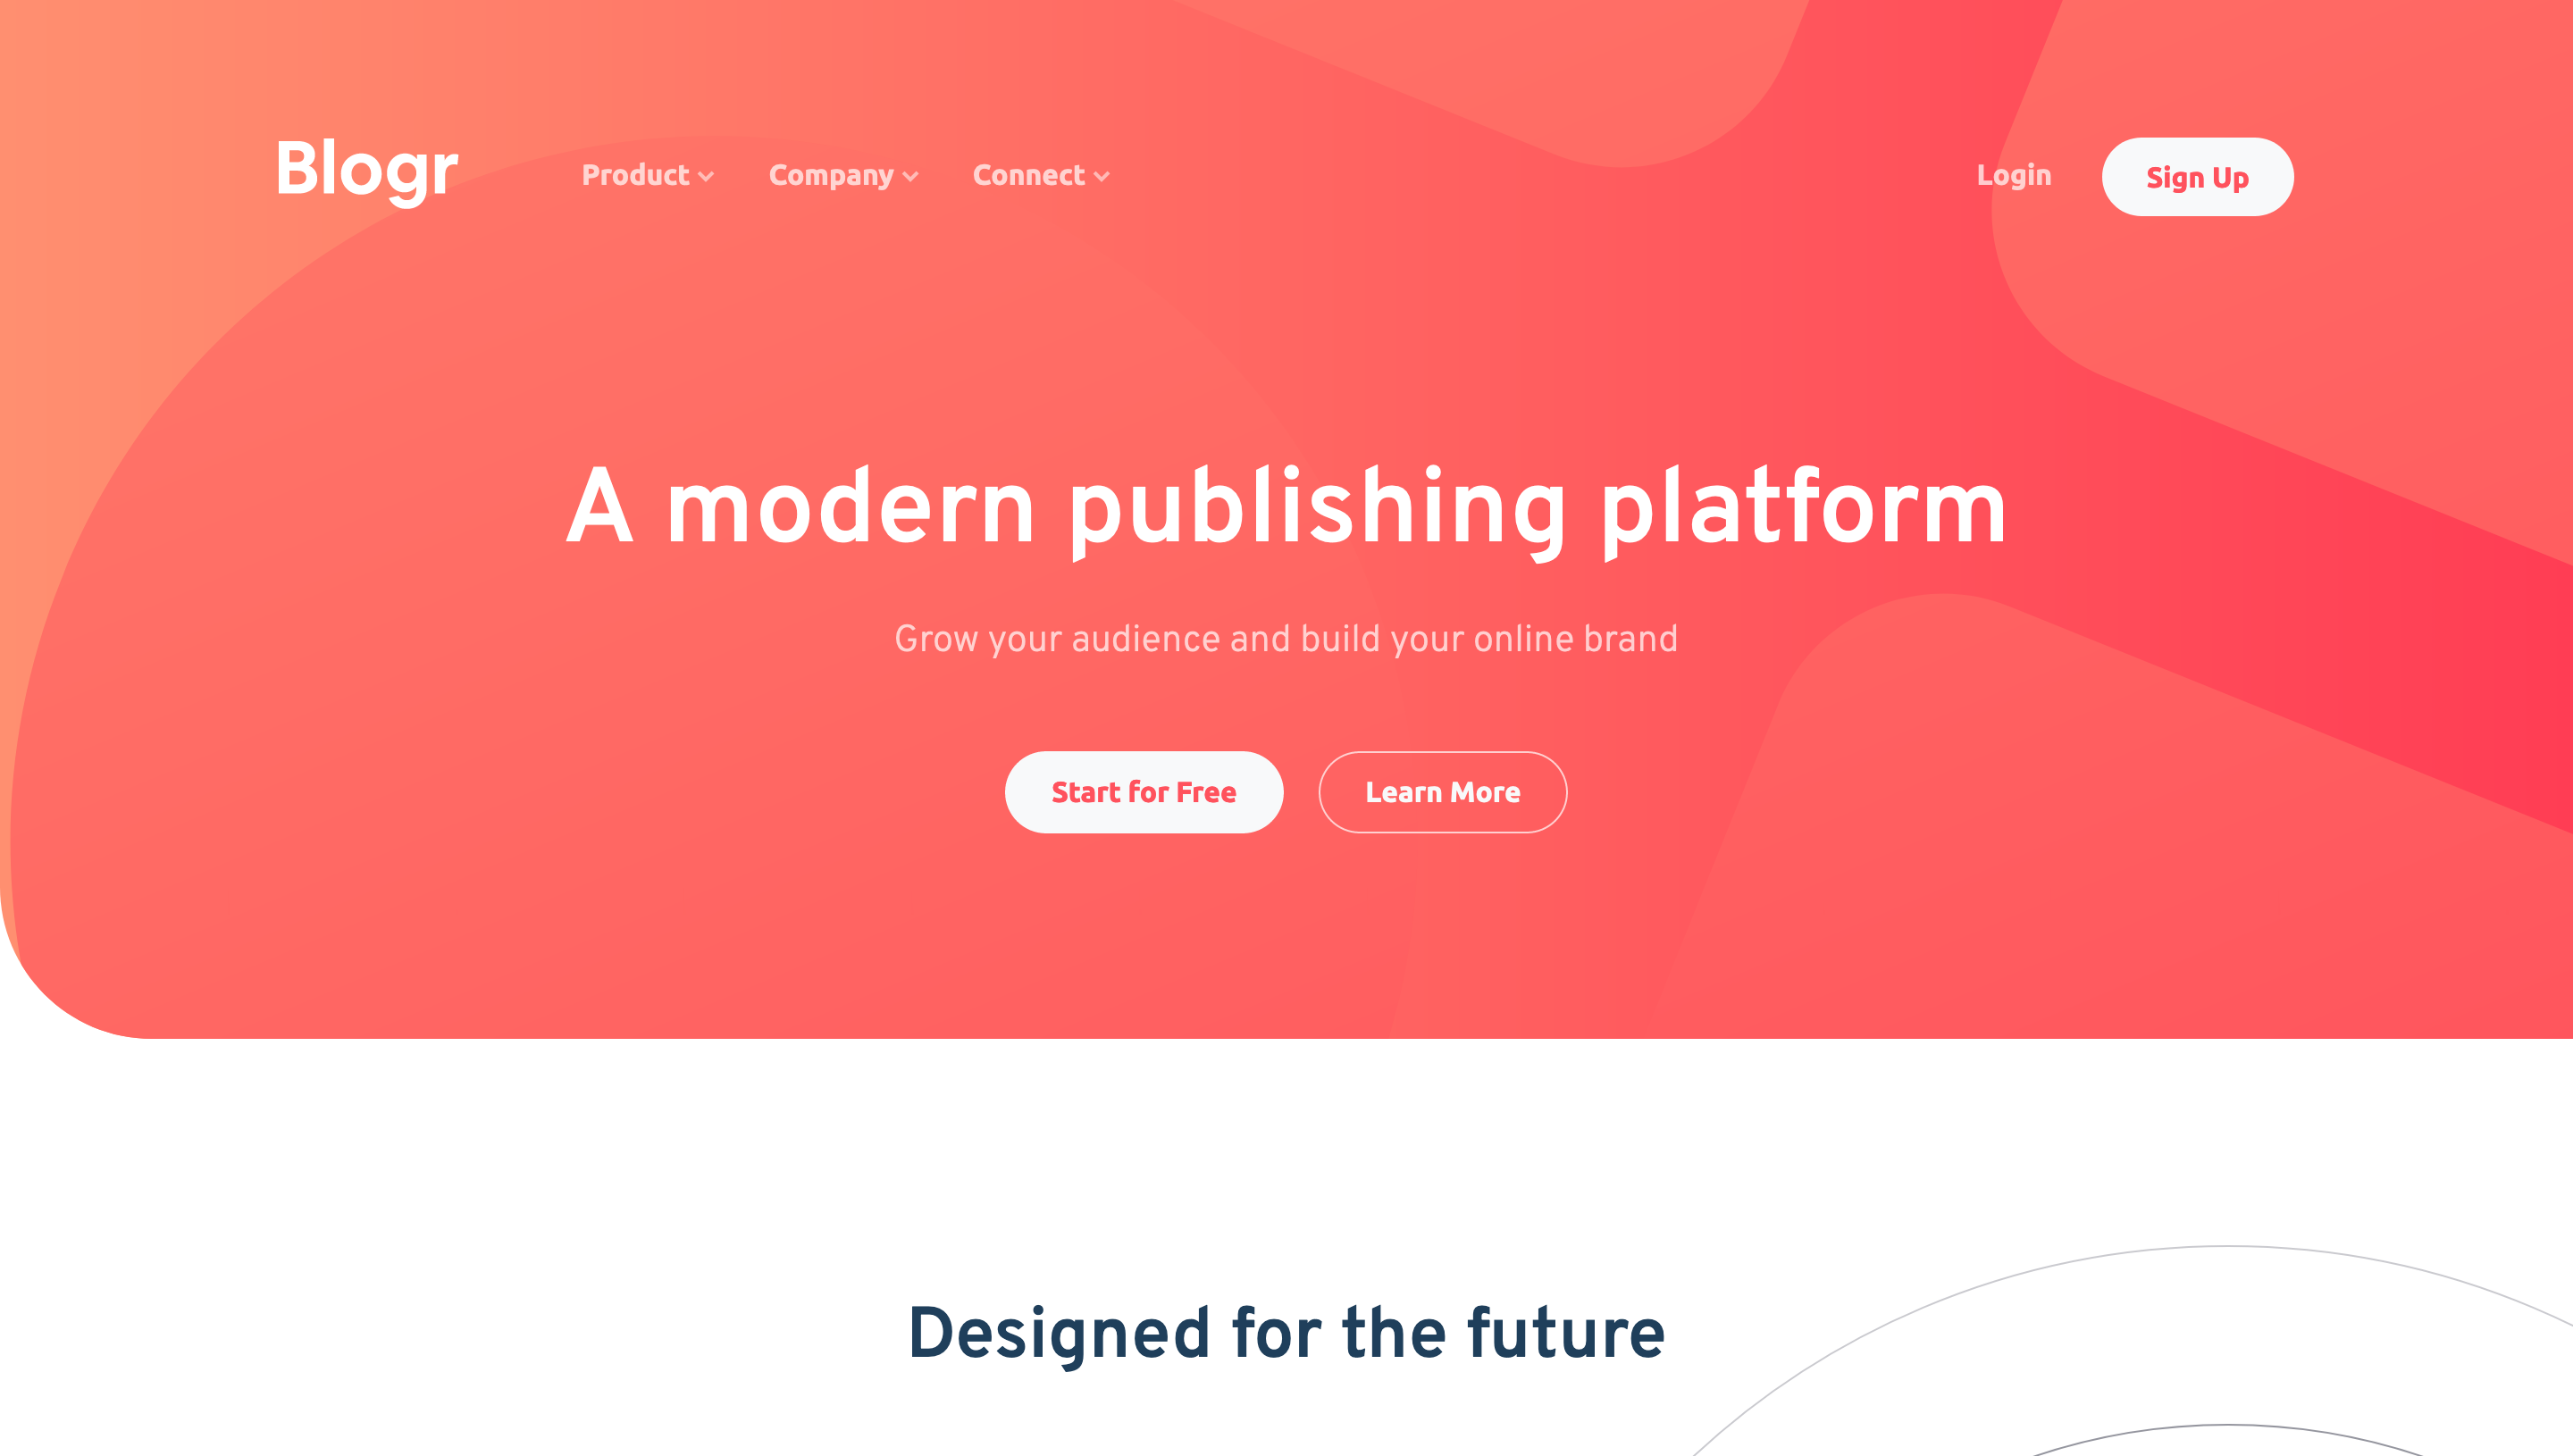 Blogr
Product
Company
Connect
Login
Sign Up
A modern publishing platform
Grow your audience and build your online brand
Start for Free
Learn More
Designed for the future